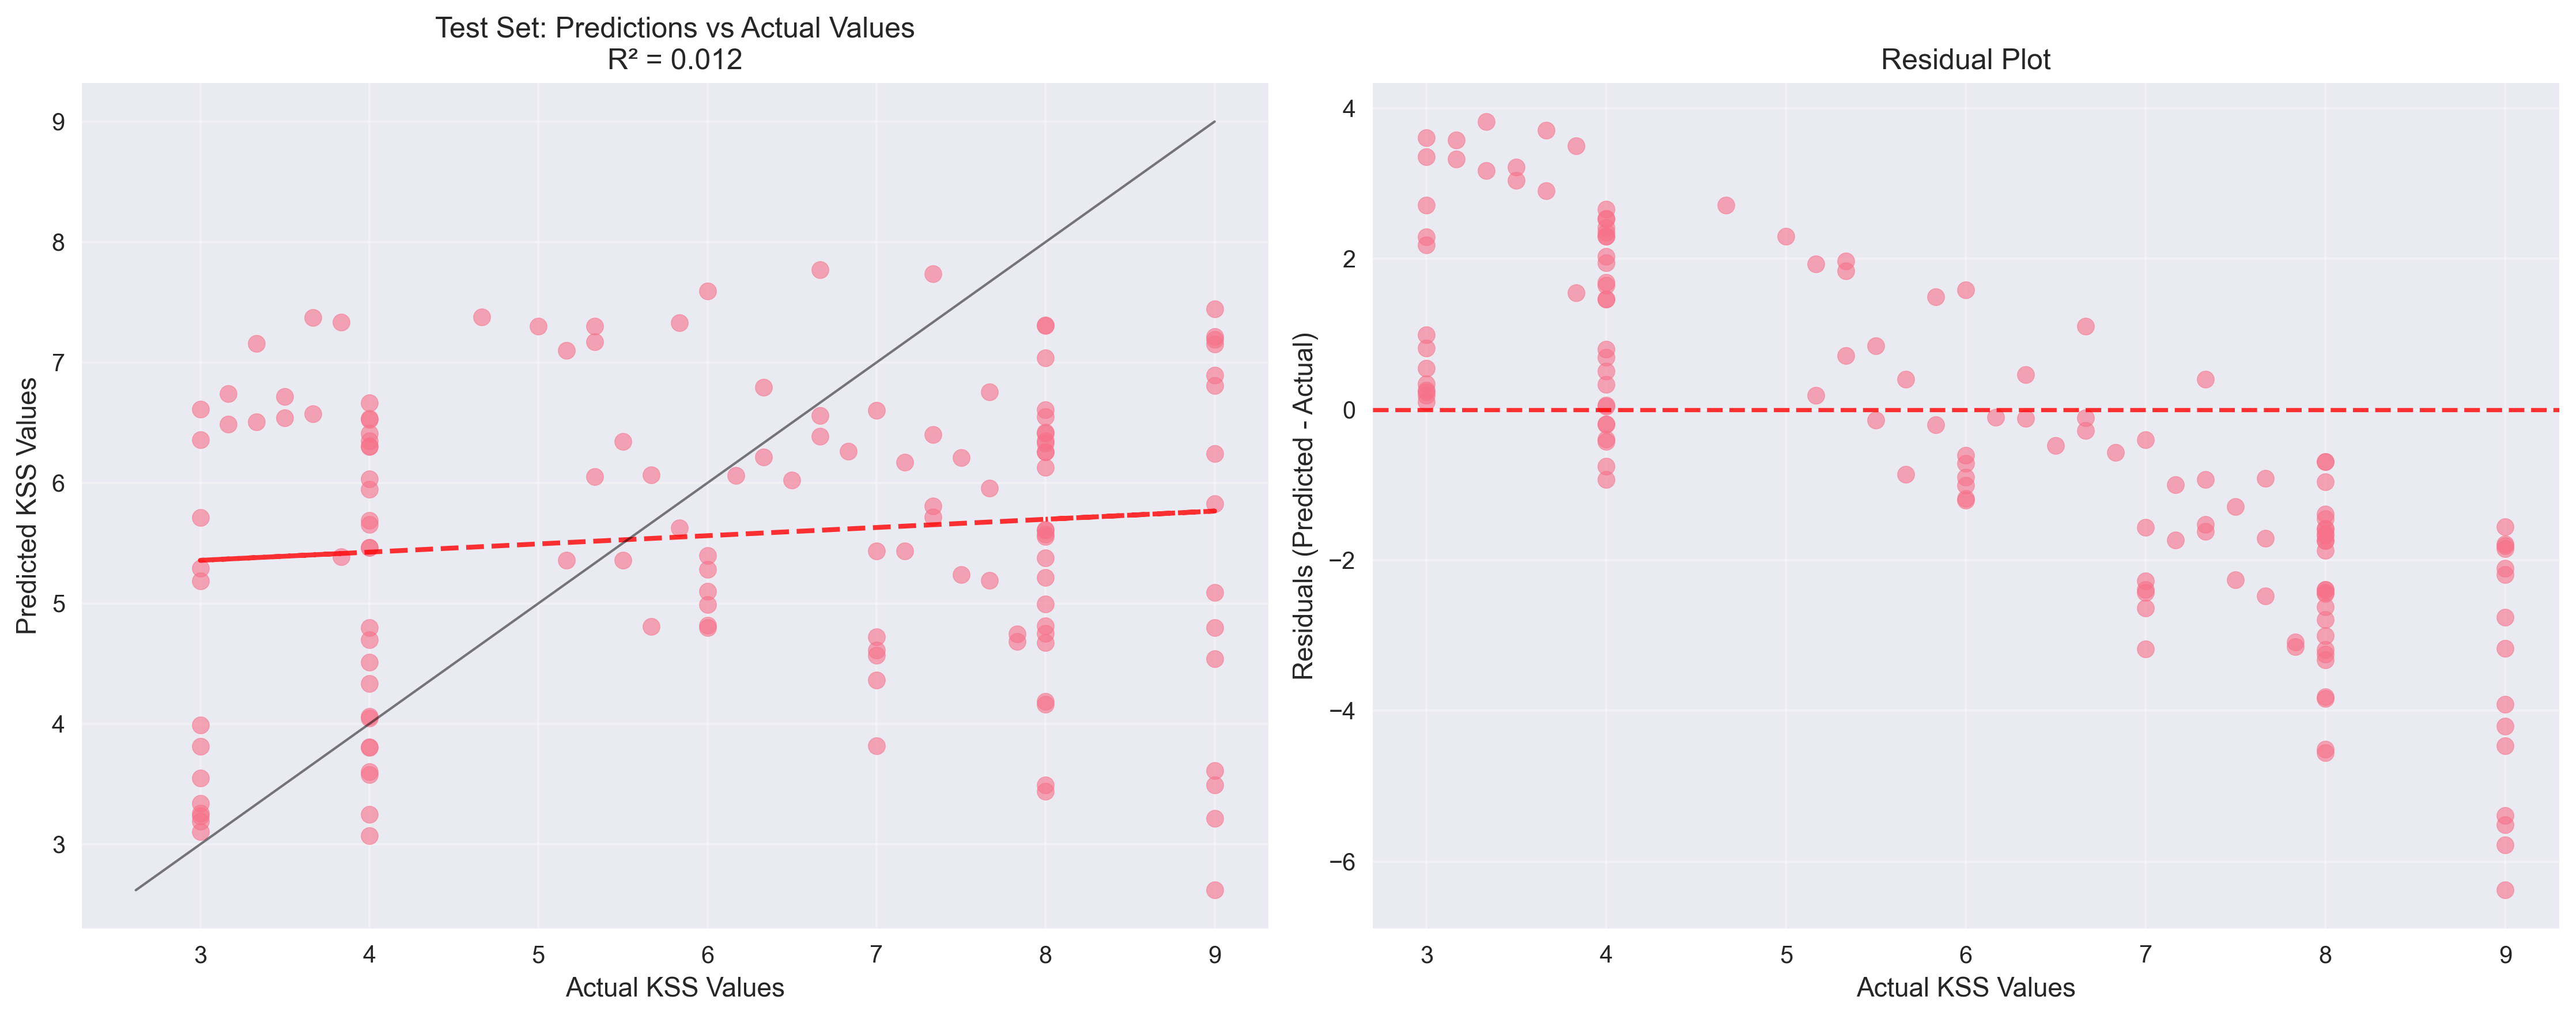 Test Set: Predictions vs Actual Values
R² = 0.012
Predicted KSS Values
9
8
7
6
5
4
3
3 4 5 6 7 8 9
Actual KSS Values
Residual Plot
Residuals (Predicted - Actual)
4
2
0
−2
−4
−6
3 4 5 6 7 8 9
Actual KSS Values